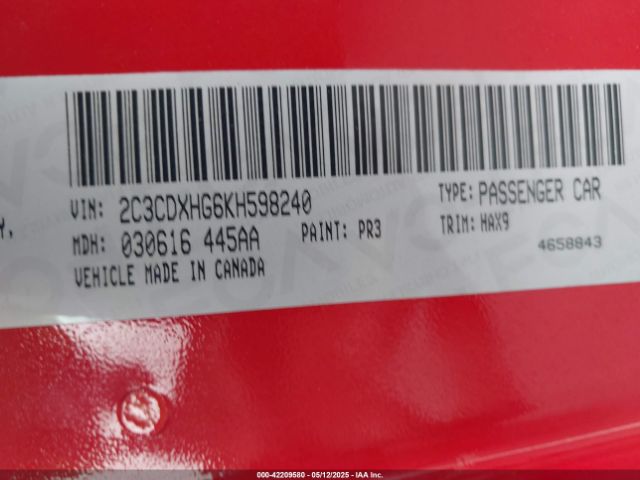 VIN: 2C3CDXHG6KH598240 TYPE: PASSENGER CAR
Y. MDH: 030616 445AA PAINT: PR3 TRIM: HAX9
VEHICLE MADE IN CANADA 4658843
000-42209580 - 05/12/2025 - IAA Inc.